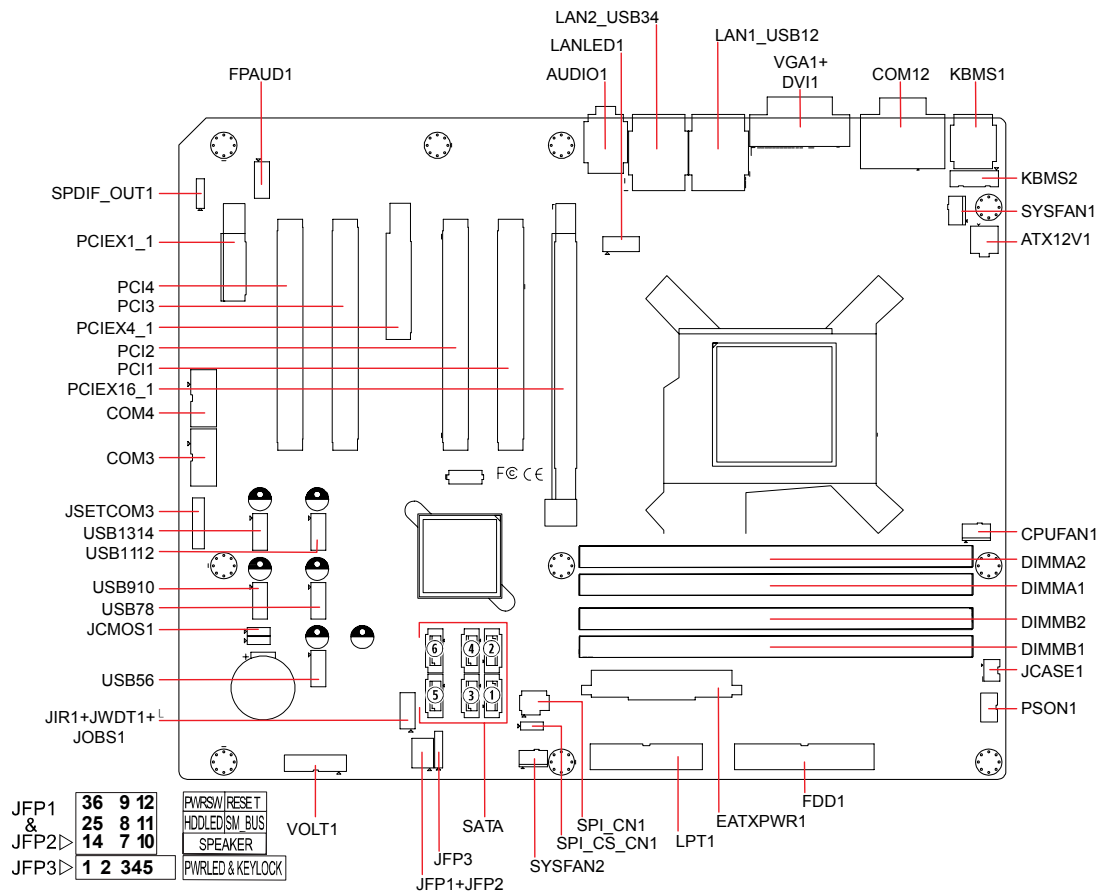 LAN2_USB34
LANLED1
AUDIO1
LAN1_USB12
VGA1+
DVI1
COM12
KBMS1
FPAUD1
SPDIF_OUT1
PCIEX1_1
PCI4
PCI3
PCIEX4_1
PCI2
PCI1
PCIEX16_1
COM4
COM3
JSETCOM3
USB1314
USB1112
USB910
USB78
JCMOS1
USB56
JIR1+JWDT1+
JOBS1
KBMS2
SYSFAN1
ATX12V1
FC CE
CPUFAN1
DIMMA2
DIMMA1
DIMMB2
DIMMB1
JCASE1
PSON1
+
6 4 2
5 3 1
VOLT1
SATA
JFP3
JFP1+JFP2
SYSFAN2
SPI_CS_CN1
SPI_CN1
LPT1
EATXPWR1
FDD1
JFP1
&
JFP2
JFP3
36 9 12
25 8 11
14 7 10
1 2 345
PWRSW RESET
HDDLED SM_BUS
SPEAKER
PWRLED & KEYLOCK